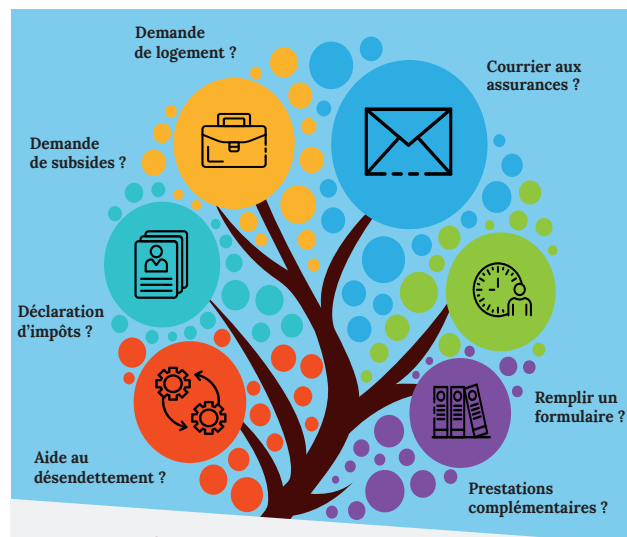 Demande
de logement ?
Courrier aux
assurances ?
Demande
de subsides ?
Déclaration
d'impôts ?
Remplir un
formulaire ?
Aide au
désendettement ?
Prestations
complémentaires ?